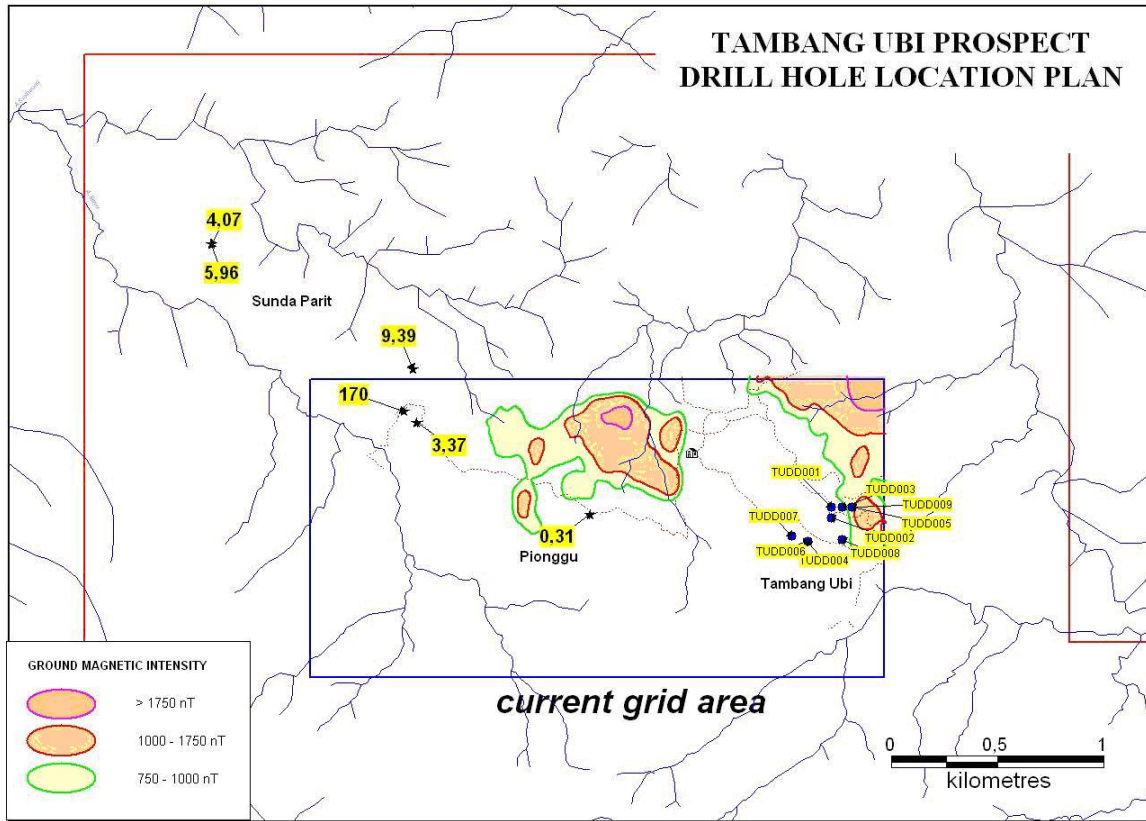 TAMBANG UBI PROSPECT
DRILL HOLE LOCATION PLAN
4,07
5,96
Sunda Parit
9,39
170
3,37
0,31
Pionggu
TUDD001
TUDD003
TUDD009
TUDD007
TUDD005
TUDD002
TUDD006
TUDD004
TUDD008
Tambang Ubi
current grid area
GROUND MAGNETIC INTENSITY
> 1750 nT
1000 - 1750 nT
750 - 1000 nT
0 0,5 1
kilometres